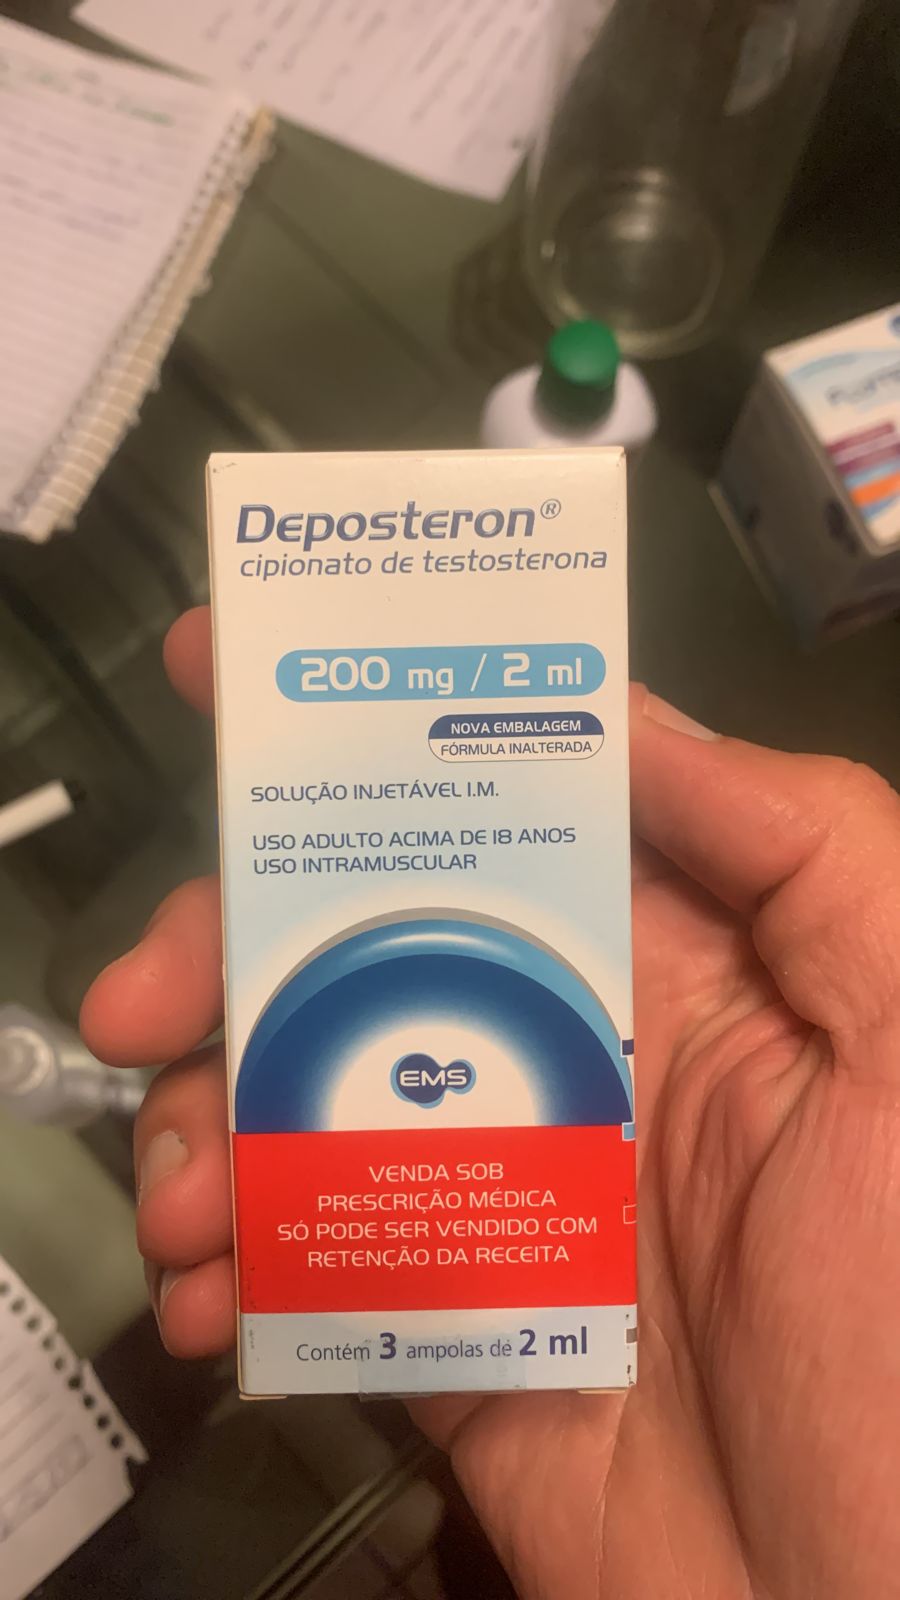 Deposteron®
cipionato de testosterona
200 mg / 2 ml
NOVA EMBALAGEM
FÓRMULA INALTERADA
SOLUÇÃO INJETÁVEL I.M.
USO ADULTO ACIMA DE 18 ANOS
USO INTRAMUSCULAR
EMS
VENDA SOB
PRESCRIÇÃO MÉDICA
SÓ PODE SER VENDIDO COM
RETENÇÃO DA RECEITA
Contém 3 ampolas de 2 ml